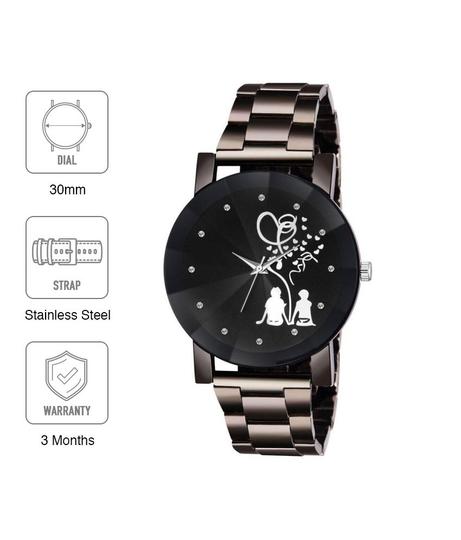 DIAL
30mm
STRAP
Stainless Steel
WARRANTY
3 Months